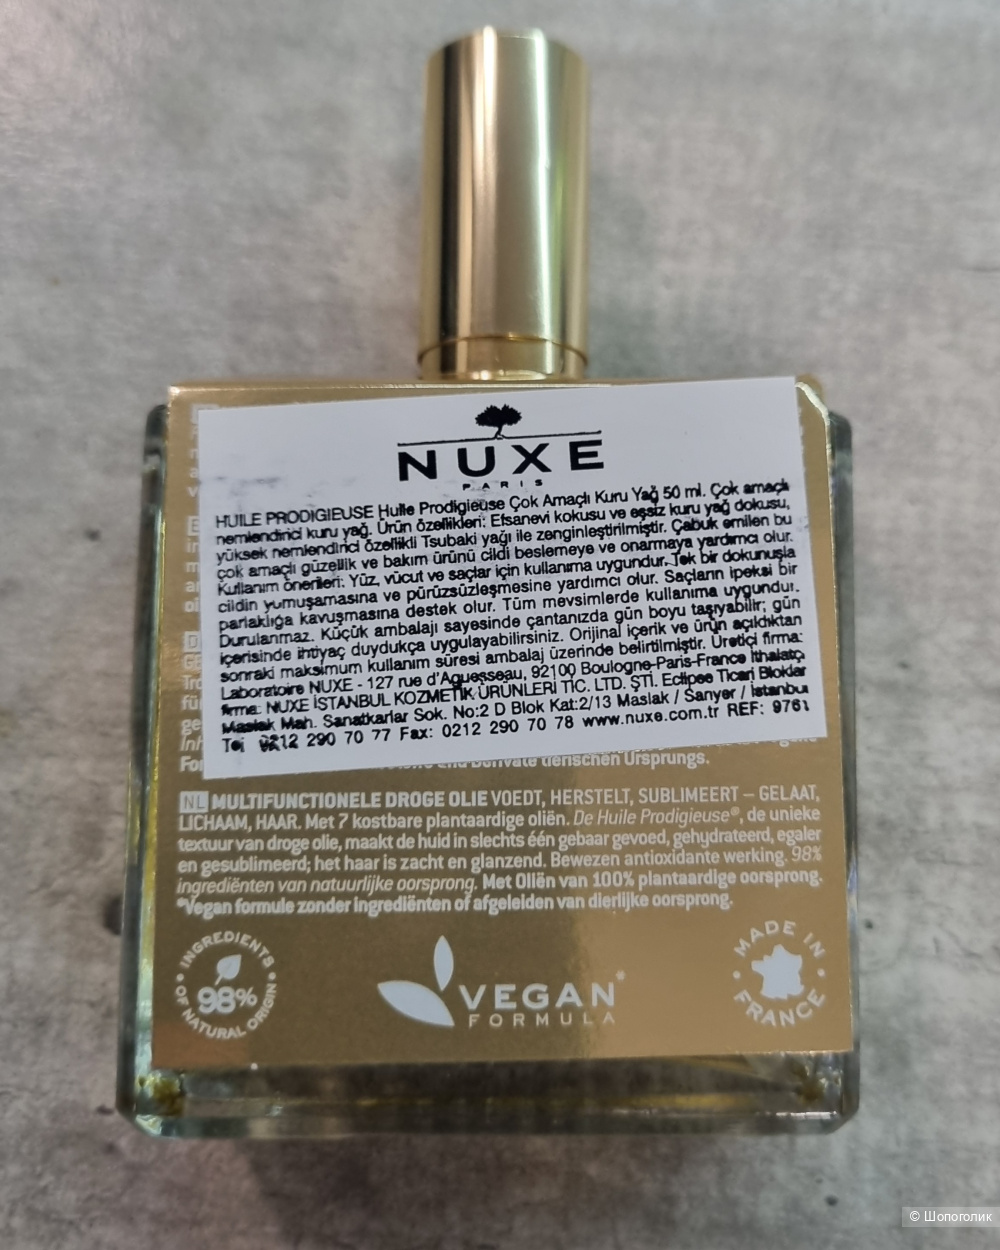 NUXE
PARIS
HUILE PRODIGIEUSE Huile Prodigieuse Çok Amaçlı Kuru Yağ 50 ml. Çok amaçlı
nemlendirici kuru yağ. Ürün özellikleri: Efsanevi kokusu ve eşsiz kuru yağ dokusu,
yüksek nemlendirici özellikli Tsubaki yağı ile zenginleştirilmiştir. Çabuk emilen bu
çok amaçlı güzellik ve bakım ürünü cildi beslemeye ve onarmaya yardımcı olur.
Kullanım önerileri: Yüz, vücut ve saçlar için kullanıma uygundur. Tek bir dokunuşla
cildin yumuşamasına ve pürüzsüzleşmesine yardımcı olur. Saçların ipeksi bir
parlaklığa kavuşmasına destek olur. Tüm mevsimlerde kullanıma uygundur.
Durulanmaz. Küçük ambalajı sayesinde çantanızda gün boyu taşıyabilir; gün
içerisinde ihtiyaç duydukça uygulayabilirsiniz. Orijinal içerik ve ürün açıldıktan
sonraki maksimum kullanım süresi ambalaj üzerinde belirtilmiştir. Üretici firma:
Laboratoire NUXE - 127 rue d'Aguesseau, 92100 Boulogne-Paris-France İthalatçı
firma: NUXE İSTANBUL KOZMETİK ÜRÜNLERİ TİC. LTD. ŞTİ. Eclipse Ticari Bloklar
Maslak Mah. Sanatkarlar Sok. No:2 D Blok Kat:2/13 Maslak / Sarıyer / İstanbul
Tel 0212 290 70 77 Fax: 0212 290 70 78 www.nuxe.com.tr REF: 9761
und Derivate tierischen Ursprungs.
NL MULTIFUNCTIONELE DROGE OLIE VOEDT, HERSTELT, SUBLIMEERT – GELAAT,
LICHAAM, HAAR. Met 7 kostbare plantaardige oliën. De Huile Prodigieuse®, de unieke
textuur van droge olie, maakt de huid in slechts één gebaar gevoed, gehydrateerd, egaler
en gesublimeerd; het haar is zacht en glanzend. Bewezen antioxidante werking. 98%
ingrediënten van natuurlijke oorsprong. Met Oliën van 100% plantaardige oorsprong.
*Vegan formule zonder ingrediënten of afgeleiden van dierlijke oorsprong.
INGREDIENTS
98%
OF NATURAL ORIGIN
VEGAN*
FORMULA
MADE IN
FRANCE
© Шопоголик